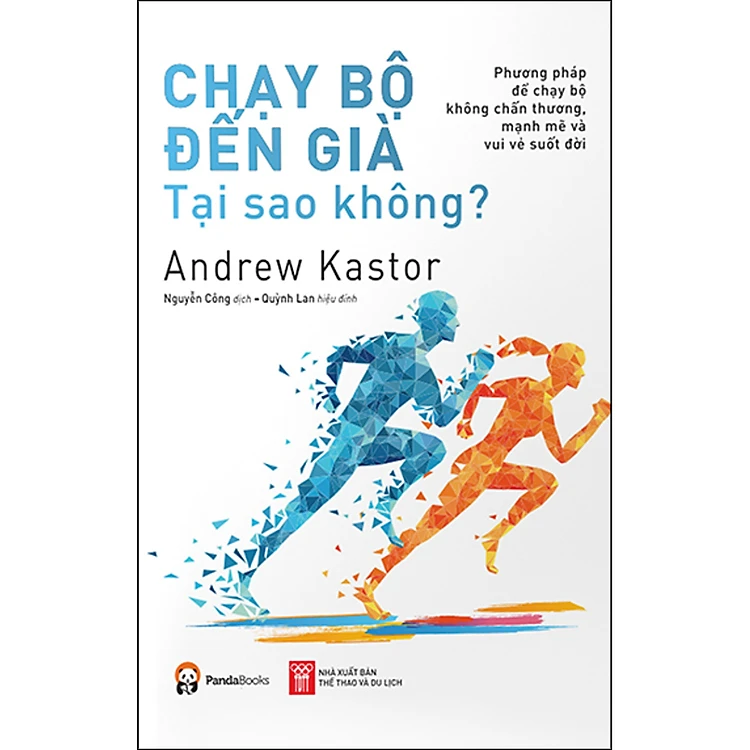 CHẠY BỘ
ĐẾN GIÀ
Tại sao không?
Phương pháp
để chạy bộ
không chấn thương,
mạnh mẽ và
vui vẻ suốt đời
Andrew Kastor
Nguyễn Công dịch - Quỳnh Lan hiệu đính
PandaBooks
NHÀ XUẤT BẢN
THỂ THAO VÀ DU LỊCH